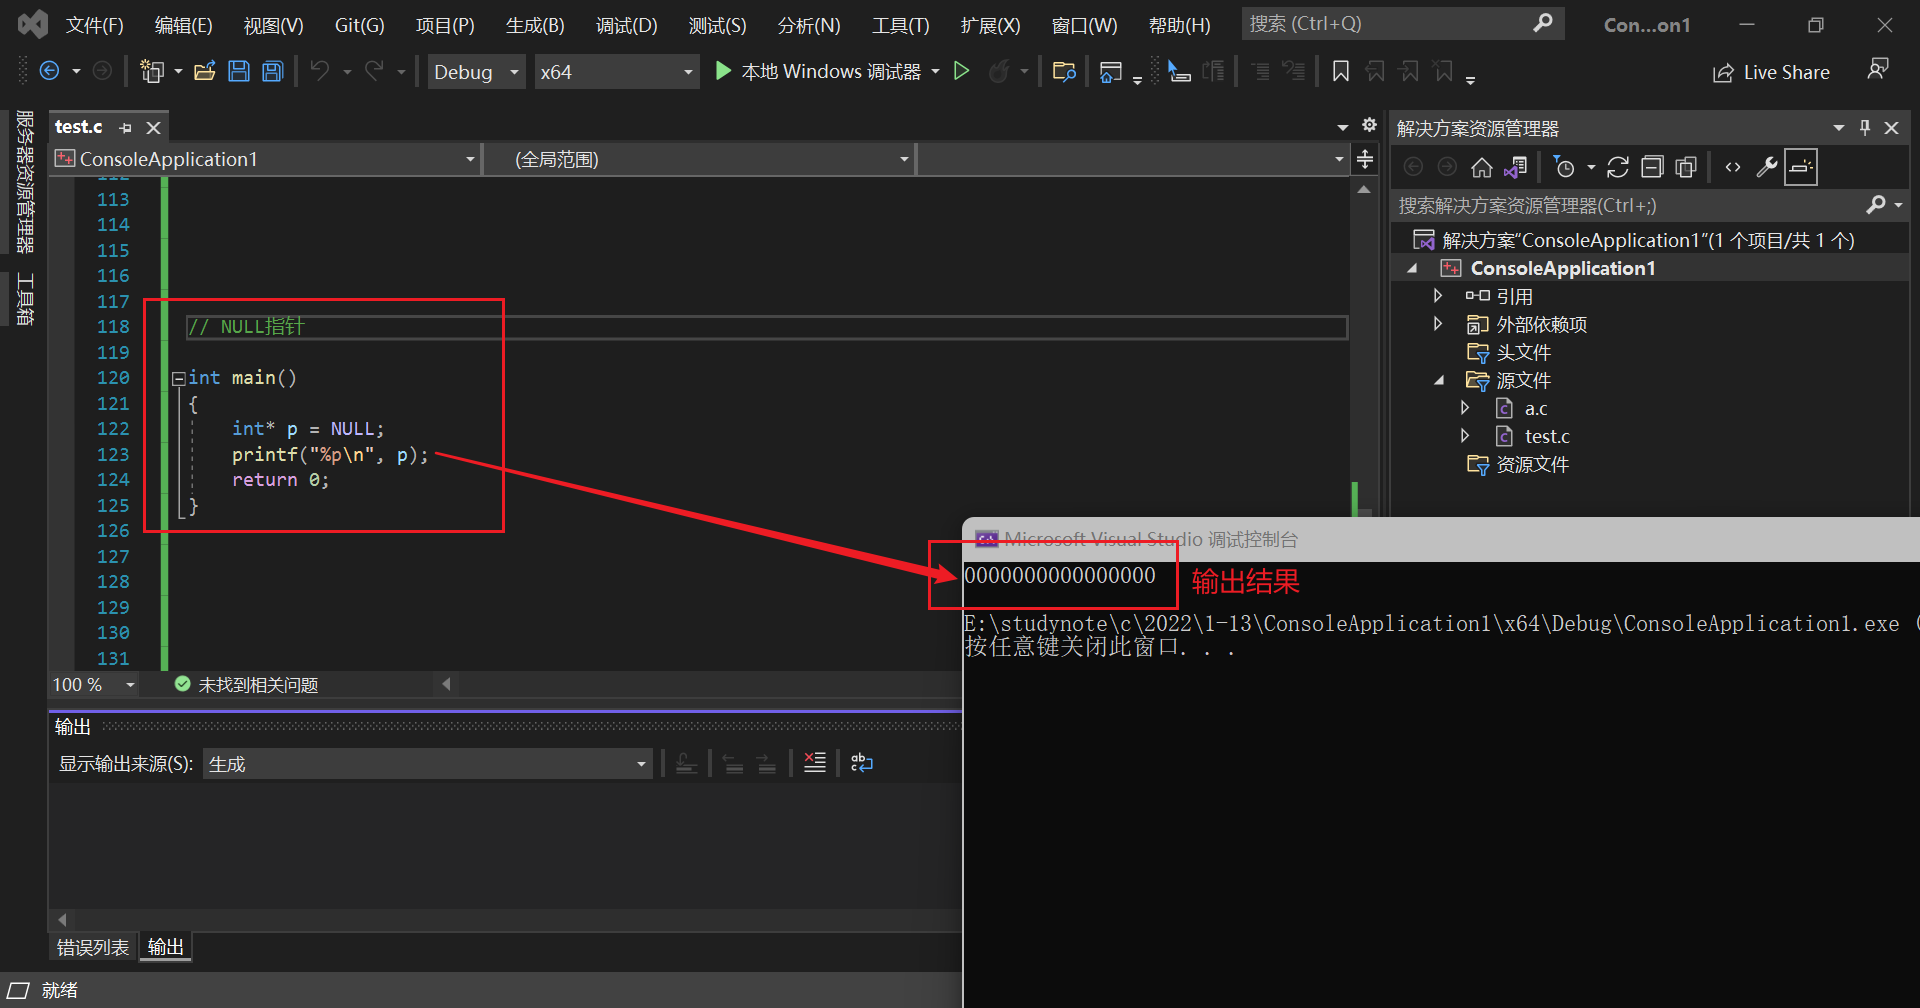 文件(F) 编辑(E) 视图(V) Git(G) 项目(P) 生成(B) 调试(D) 测试(S) 分析(N) 工具(T) 扩展(X) 窗口(W) 帮助(H) 搜索 (Ctrl+Q) Con...on1
Debug x64 本地 Windows 调试器 Live Share
服务器资源管理器
工具箱
test.c
ConsoleApplication1 (全局范围)
112
113
114
115
116
117
118 // NULL指针
119
120 int main()
121 {
122 int* p = NULL;
123 printf("%p\n", p);
124 return 0;
125 }
126
127
128
129
130
131
100 % 未找到相关问题
输出
显示输出来源(S): 生成
错误列表 输出
就绪
解决方案资源管理器
搜索解决方案资源管理器(Ctrl+;)
解决方案"ConsoleApplication1"(1 个项目/共 1 个)
ConsoleApplication1
引用
外部依赖项
头文件
源文件
a.c
test.c
资源文件
Microsoft Visual Studio 调试控制台
0000000000000000
输出结果
E:\studynote\c\2022\1-13\ConsoleApplication1\x64\Debug\ConsoleApplication1.exe (
按任意键关闭此窗口. . .